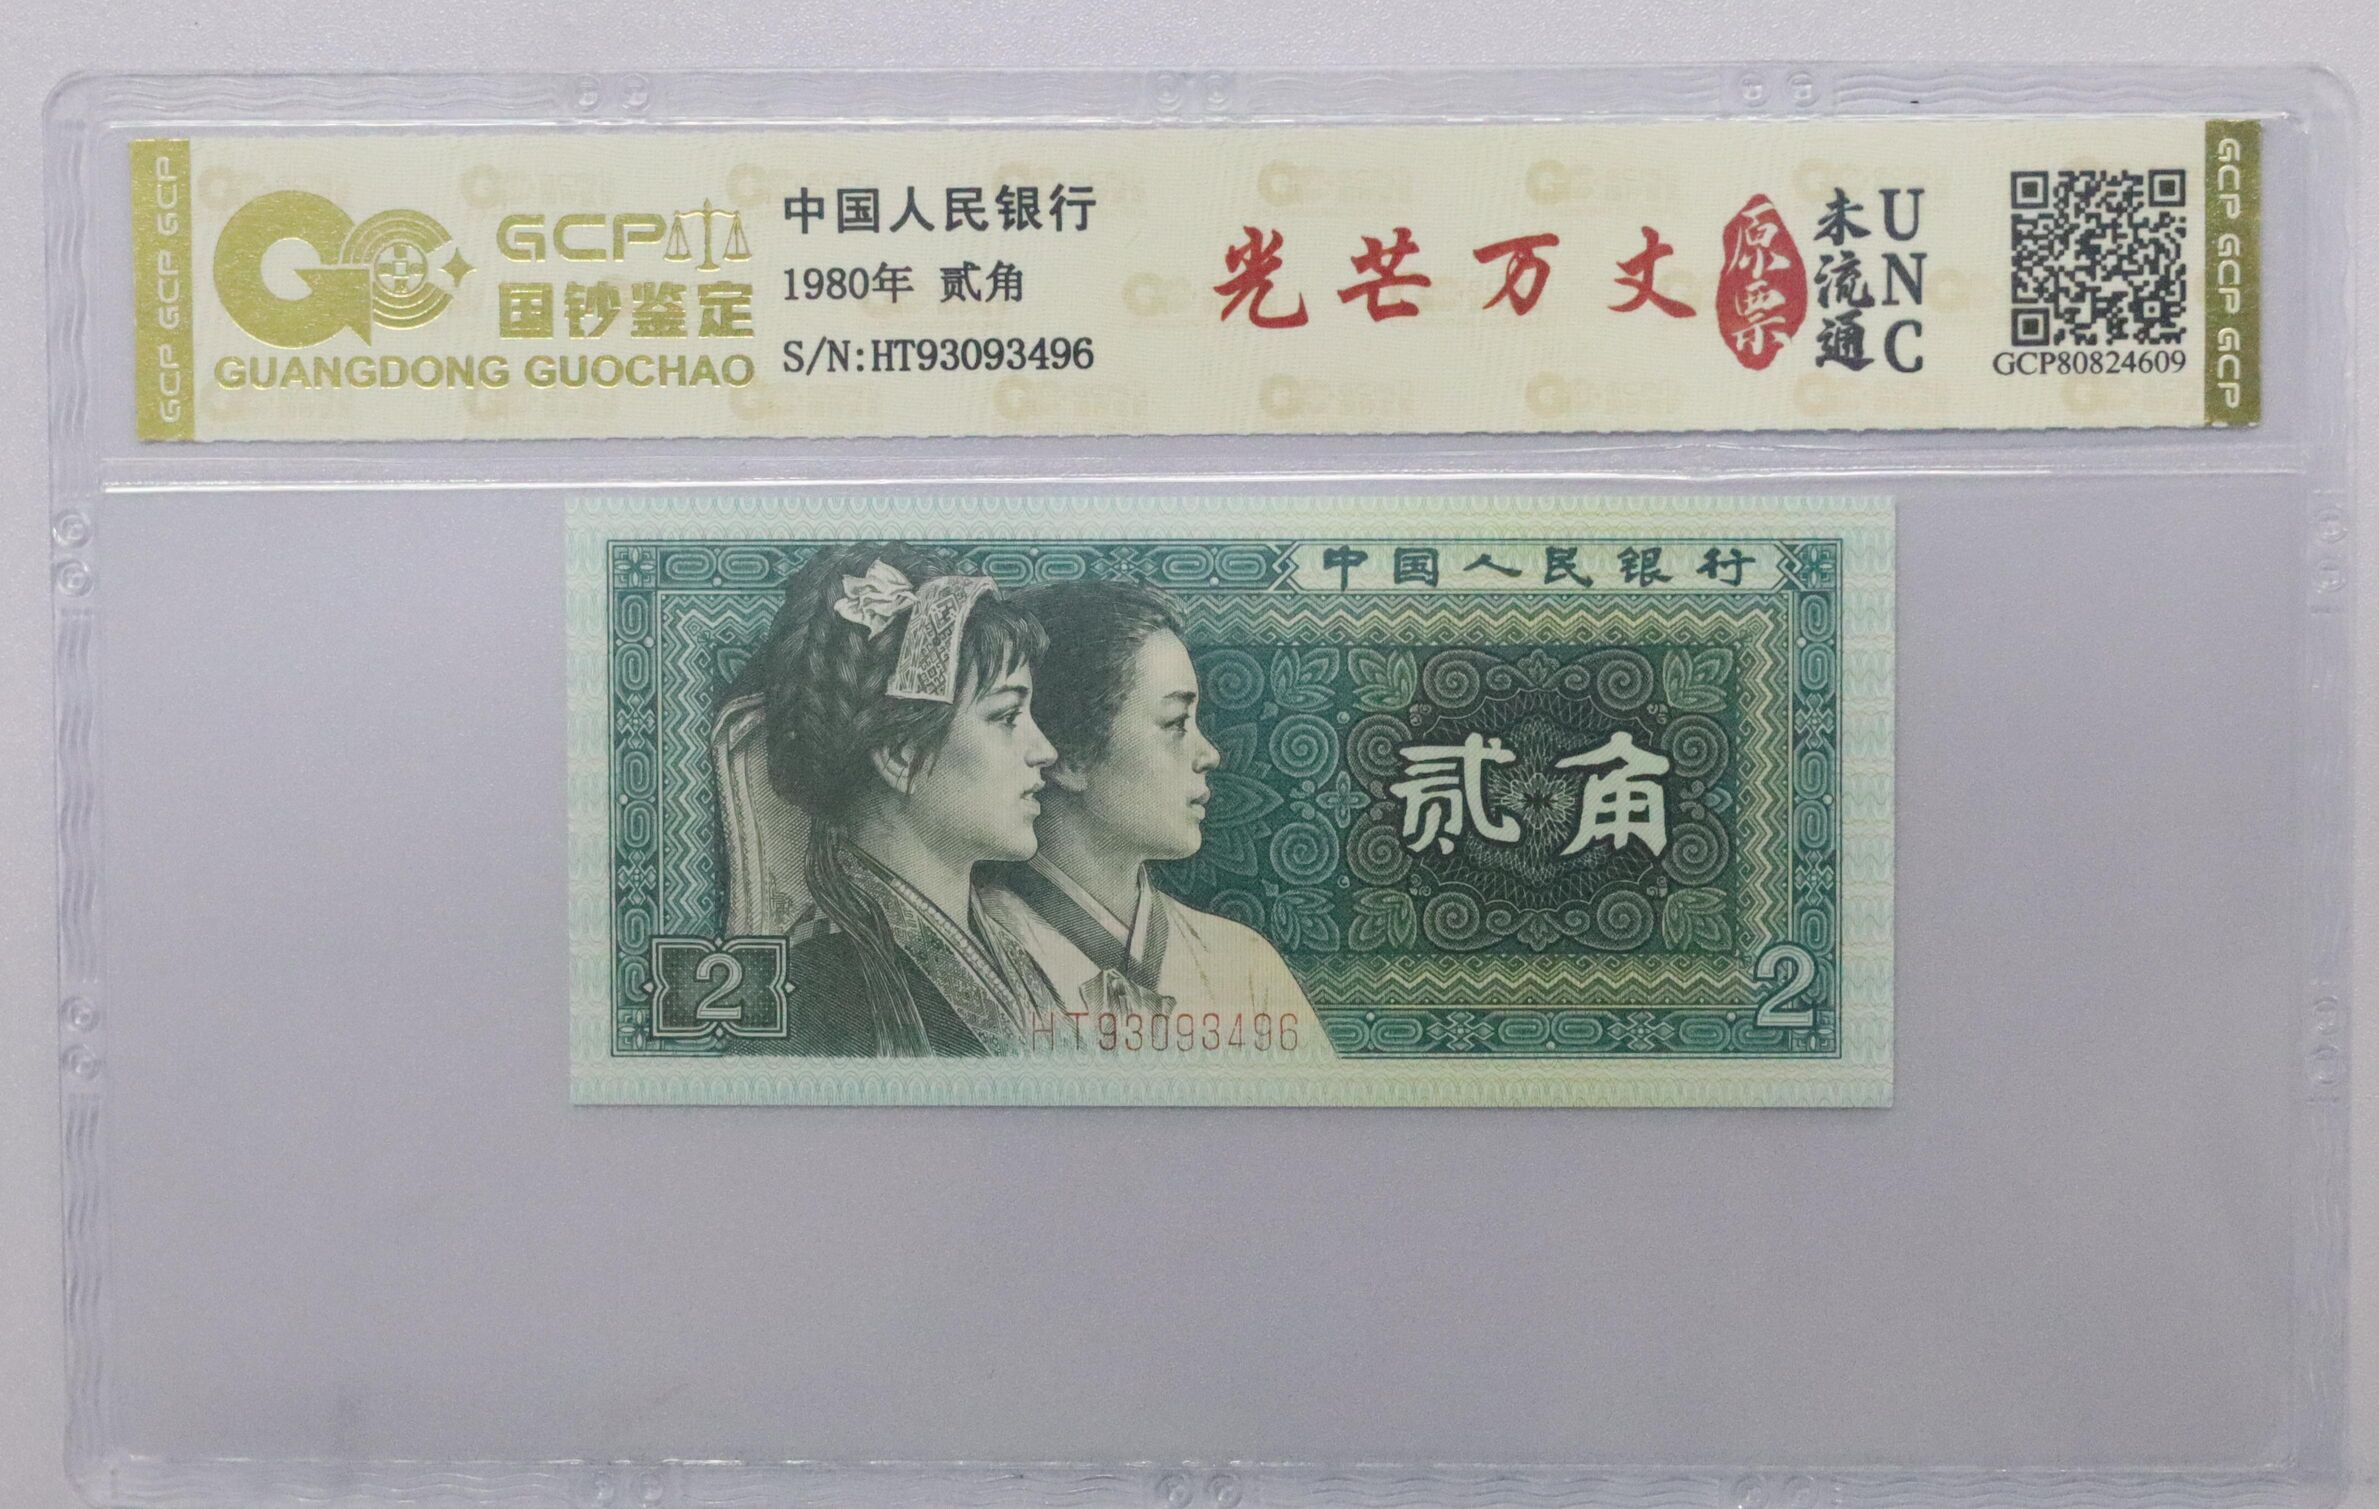 GCP GCP GCP
GCP
国钞鉴定
GUANGDONG GUOCHAO
中国人民银行
1980年 贰角
S/N:HT93093496
光芒万丈
原票
未流通
UNC
GCP80824609
GCP GCP GCP
中国人民银行
贰角
2
2
HT93093496